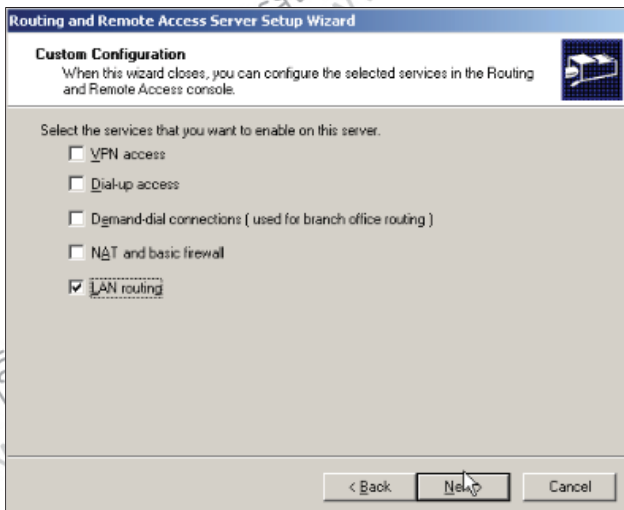 Routing and Remote Access Server Setup Wizard
Custom Configuration
When this wizard closes, you can configure the selected services in the Routing
and Remote Access console.
Select the services that you want to enable on this server.
VPN access
Dial-up access
Demand-dial connections ( used for branch office routing )
NAT and basic firewall
LAN routing
< Back
Cancel